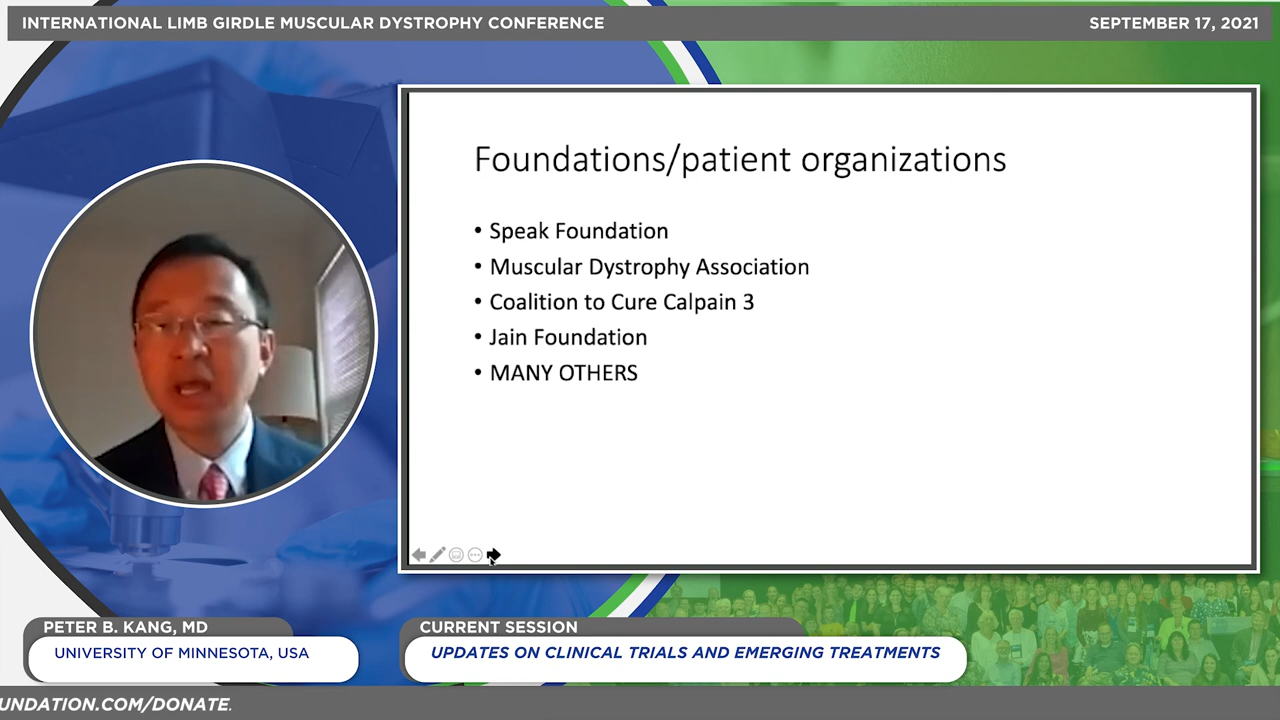 INTERNATIONAL LIMB GIRDLE MUSCULAR DYSTROPHY CONFERENCE
SEPTEMBER 17, 2021
Foundations/patient organizations
• Speak Foundation
• Muscular Dystrophy Association
• Coalition to Cure Calpain 3
• Jain Foundation
• MANY OTHERS
PETER B. KANG, MD
UNIVERSITY OF MINNESOTA, USA
CURRENT SESSION
UPDATES ON CLINICAL TRIALS AND EMERGING TREATMENTS
UNDATION.COM/DONATE.